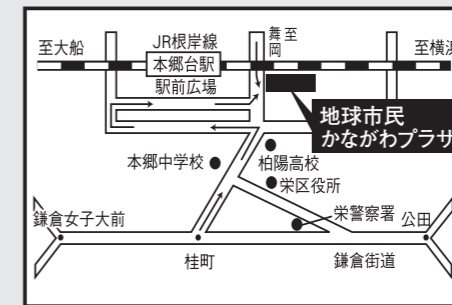 至大船
JR根岸線
本郷台駅
駅前広場
至
舞岡
至横浜
地球市民
かながわプラザ
本郷中学校
柏陽高校
栄区役所
鎌倉女子大前
栄警察署
公田
桂町
鎌倉街道